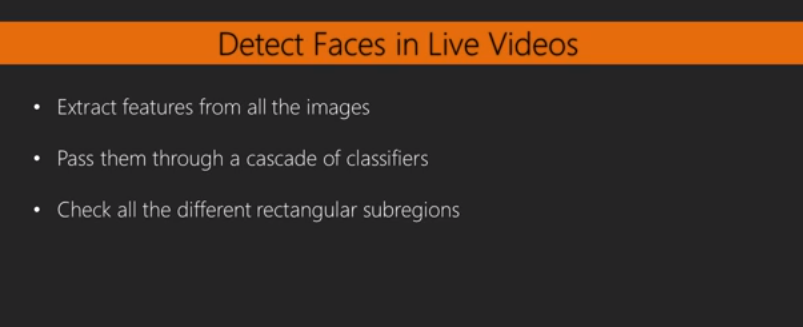 Detect Faces in Live Videos
• Extract features from all the images
• Pass them through a cascade of classifiers
• Check all the different rectangular subregions